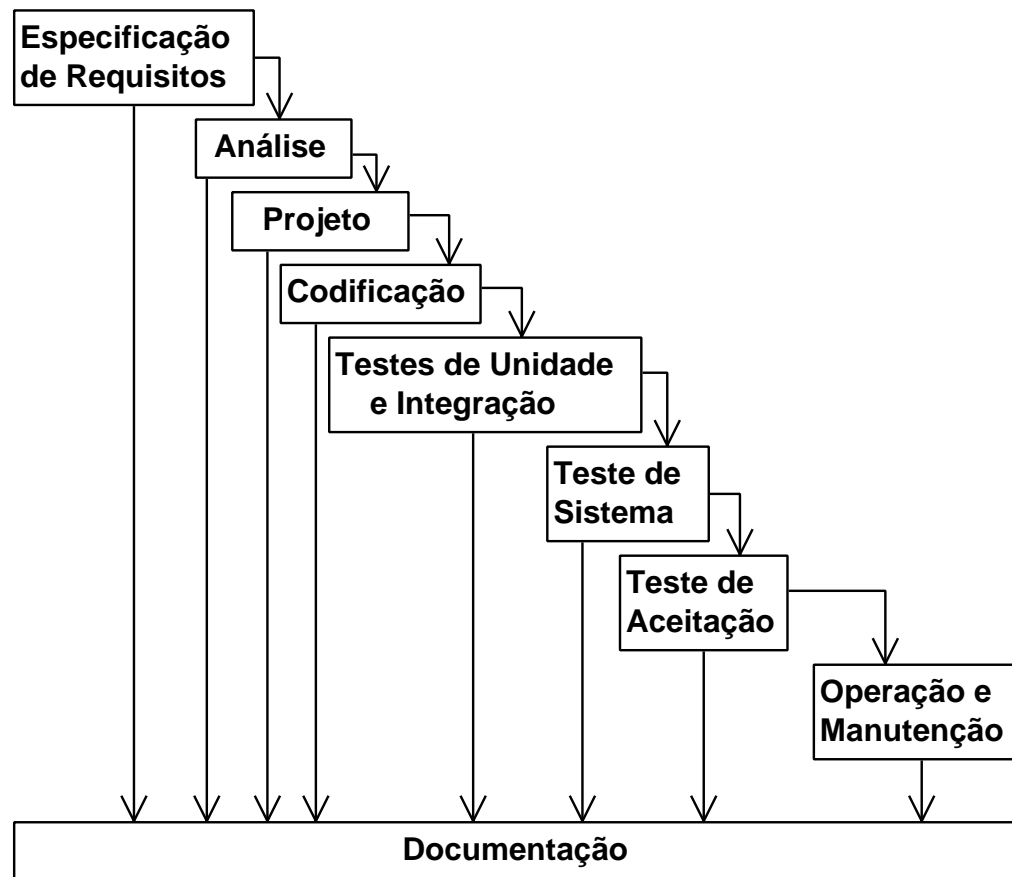 Especificação
de Requisitos
Análise
Projeto
Codificação
Testes de Unidade
e Integração
Teste de
Sistema
Teste de
Aceitação
Operação e
Manutenção
Documentação